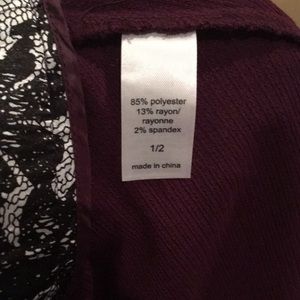 85% polyester
13% rayon/
rayonne
2% spandex
1/2
made in china